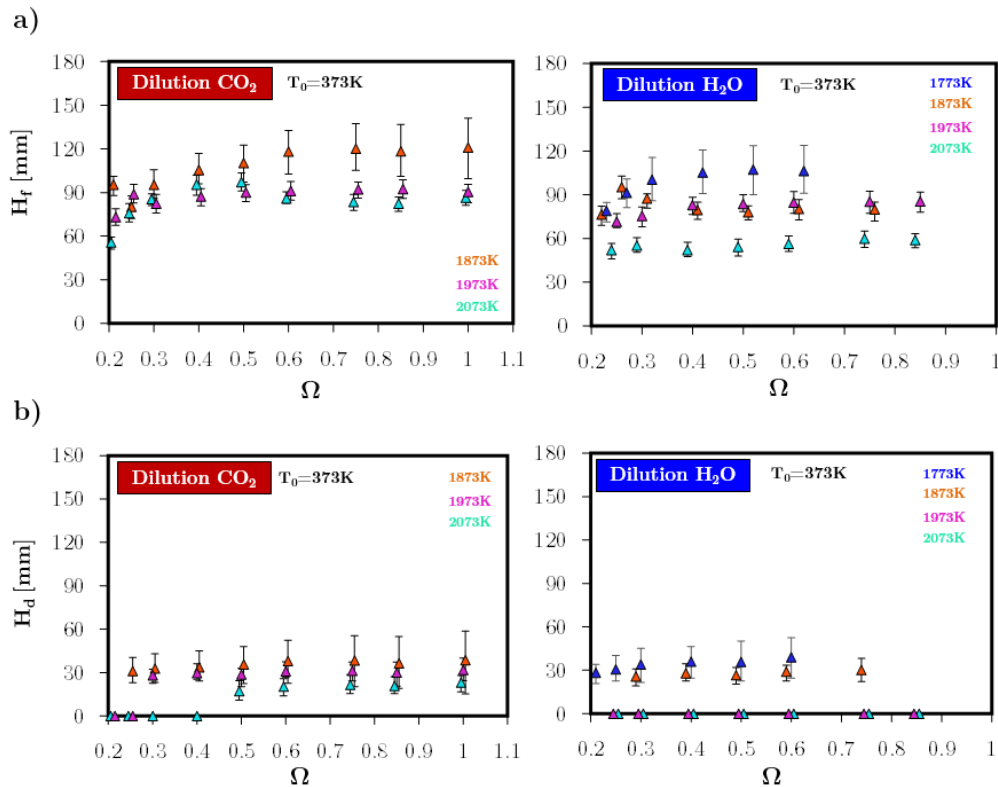 a)
H_f [mm]
180
150
120
90
60
30
0
Dilution CO₂
T₀=373K
1873K
1973K
2073K
0.2 0.3 0.4 0.5 0.6 0.7 0.8 0.9 1 1.1
Ω
180
150
120
90
60
30
0
Dilution H₂O
T₀=373K
1773K
1873K
1973K
2073K
0.2 0.3 0.4 0.5 0.6 0.7 0.8 0.9 1
Ω
b)
H_d [mm]
180
150
120
90
60
30
0
Dilution CO₂
T₀=373K
1873K
1973K
2073K
0.2 0.3 0.4 0.5 0.6 0.7 0.8 0.9 1 1.1
Ω
180
150
120
90
60
30
0
Dilution H₂O
T₀=373K
1773K
1873K
1973K
2073K
0.2 0.3 0.4 0.5 0.6 0.7 0.8 0.9 1
Ω